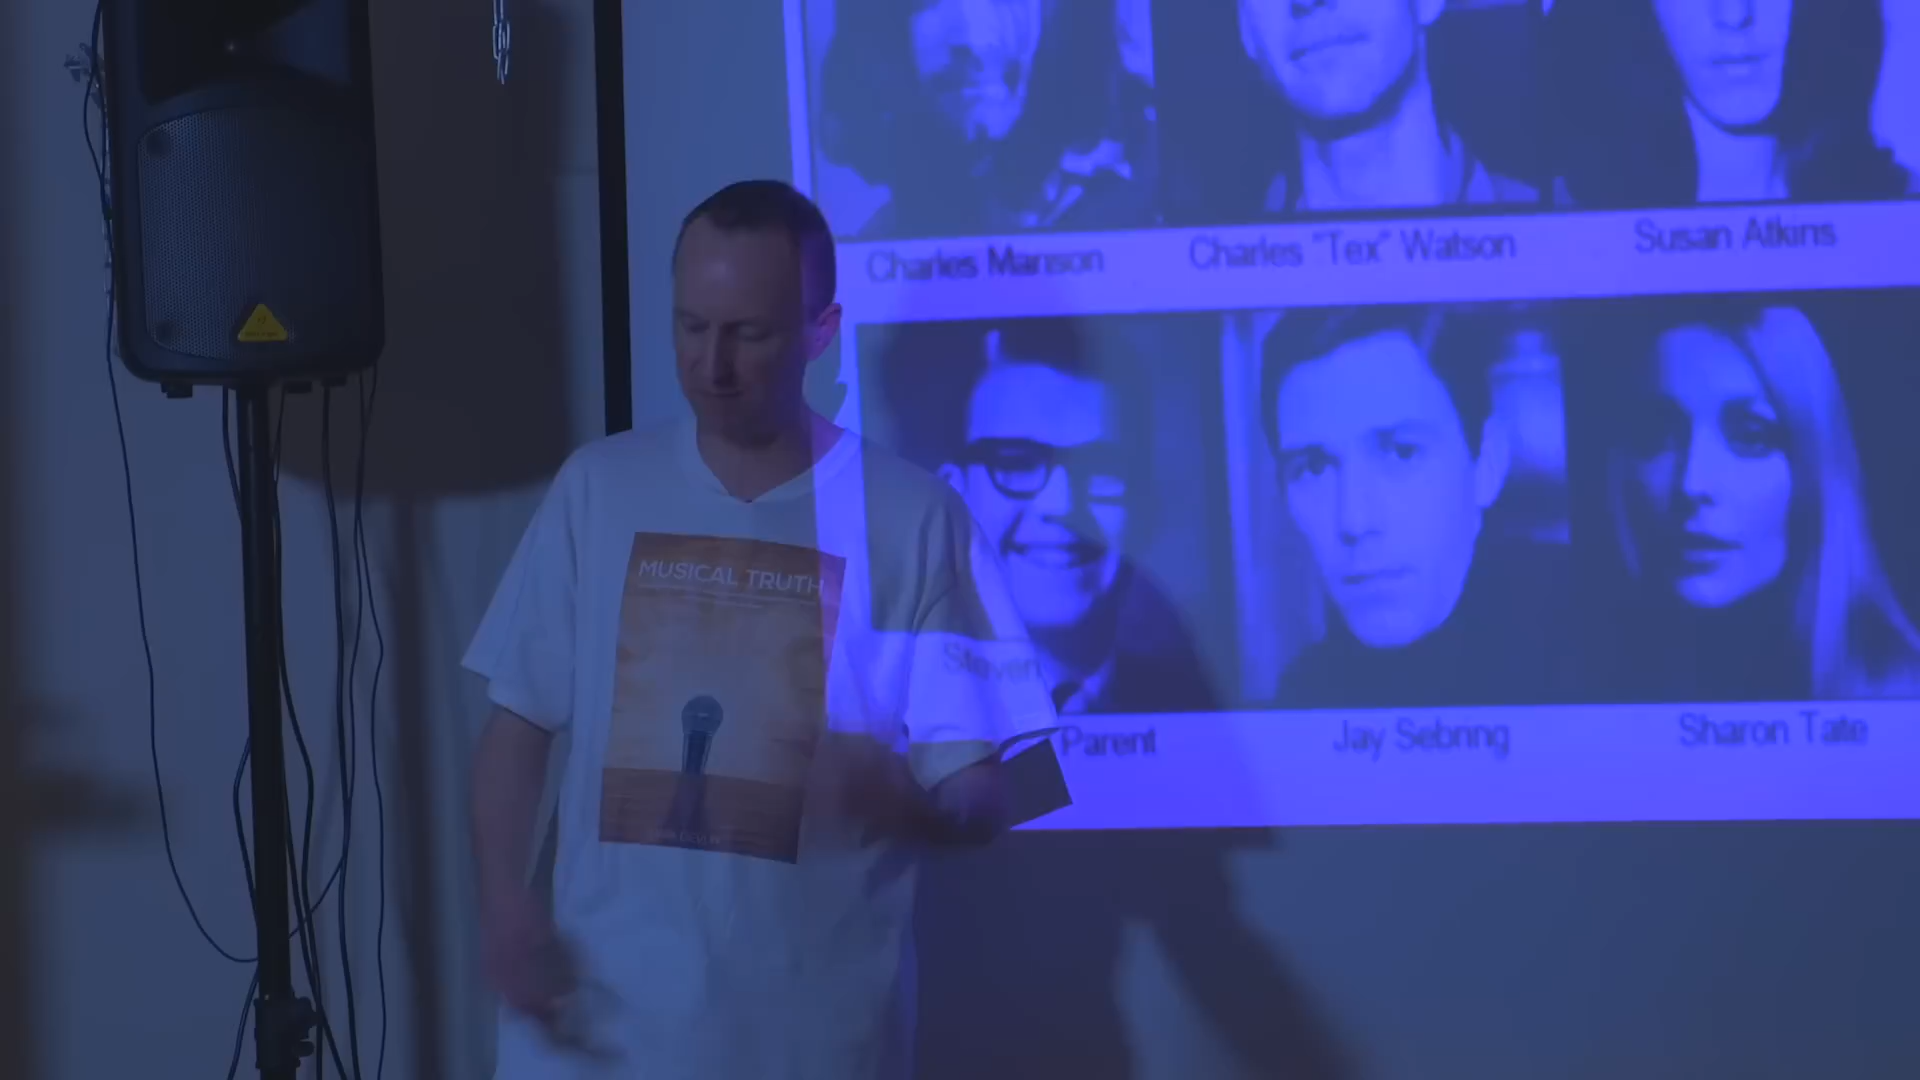 Charles Manson
Charles "Tex" Watson
Susan Atkins
MUSICAL TRUTH
Steven
Parent
Jay Sebring
Sharon Tate